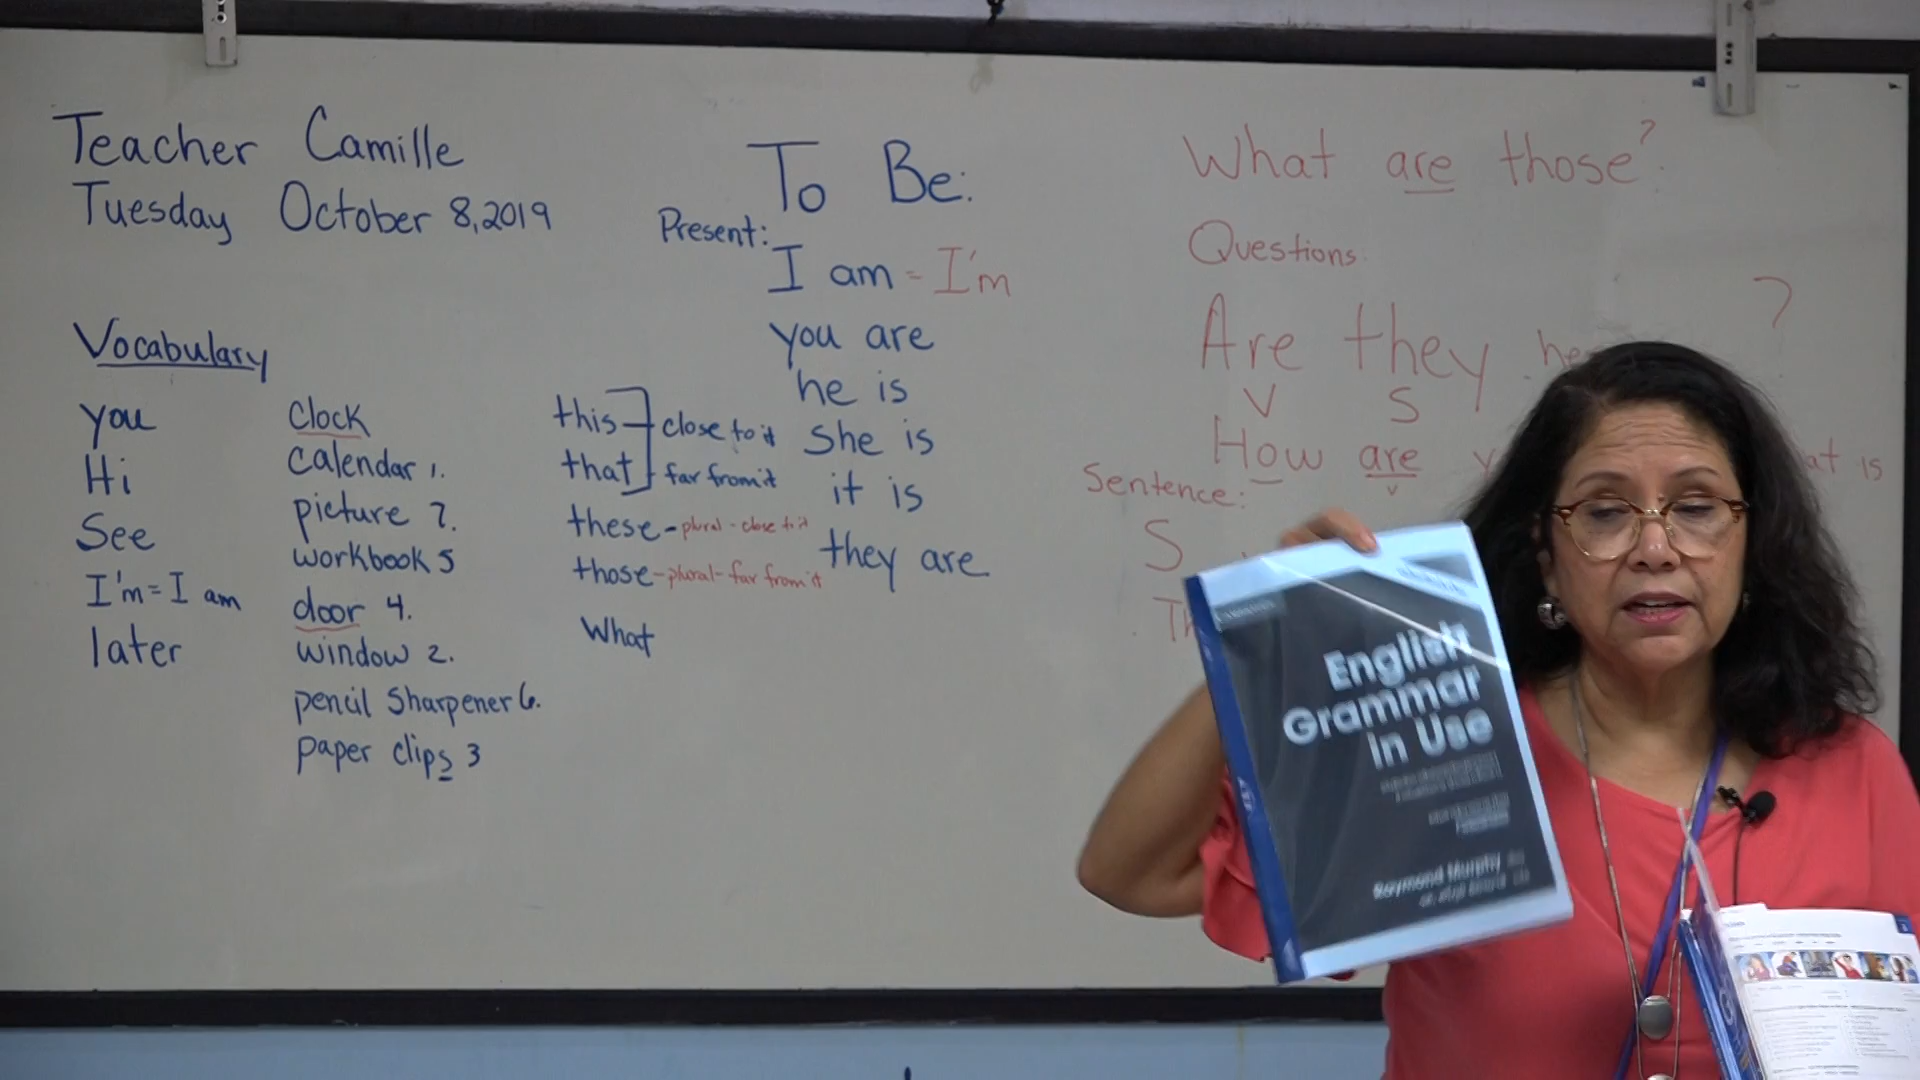 Teacher Camille
Tuesday October 8, 2019
Vocabulary
you
Hi
See
I'm = I am
later
Clock
Calendar 1.
picture 7.
workbook 5
door 4.
window 2.
pencil Sharpener 6.
paper clips 3
this - close to it
that - far from it
these - plural - close to it
those - plural - far from it
What
To Be:
Present:
I am = I'm
you are
he is
She is
it is
they are
What are those?
Questions:
Are they ?
V S
How are
is
V
Sentence:
S
English
Grammar
in Use
Raymond Murphy